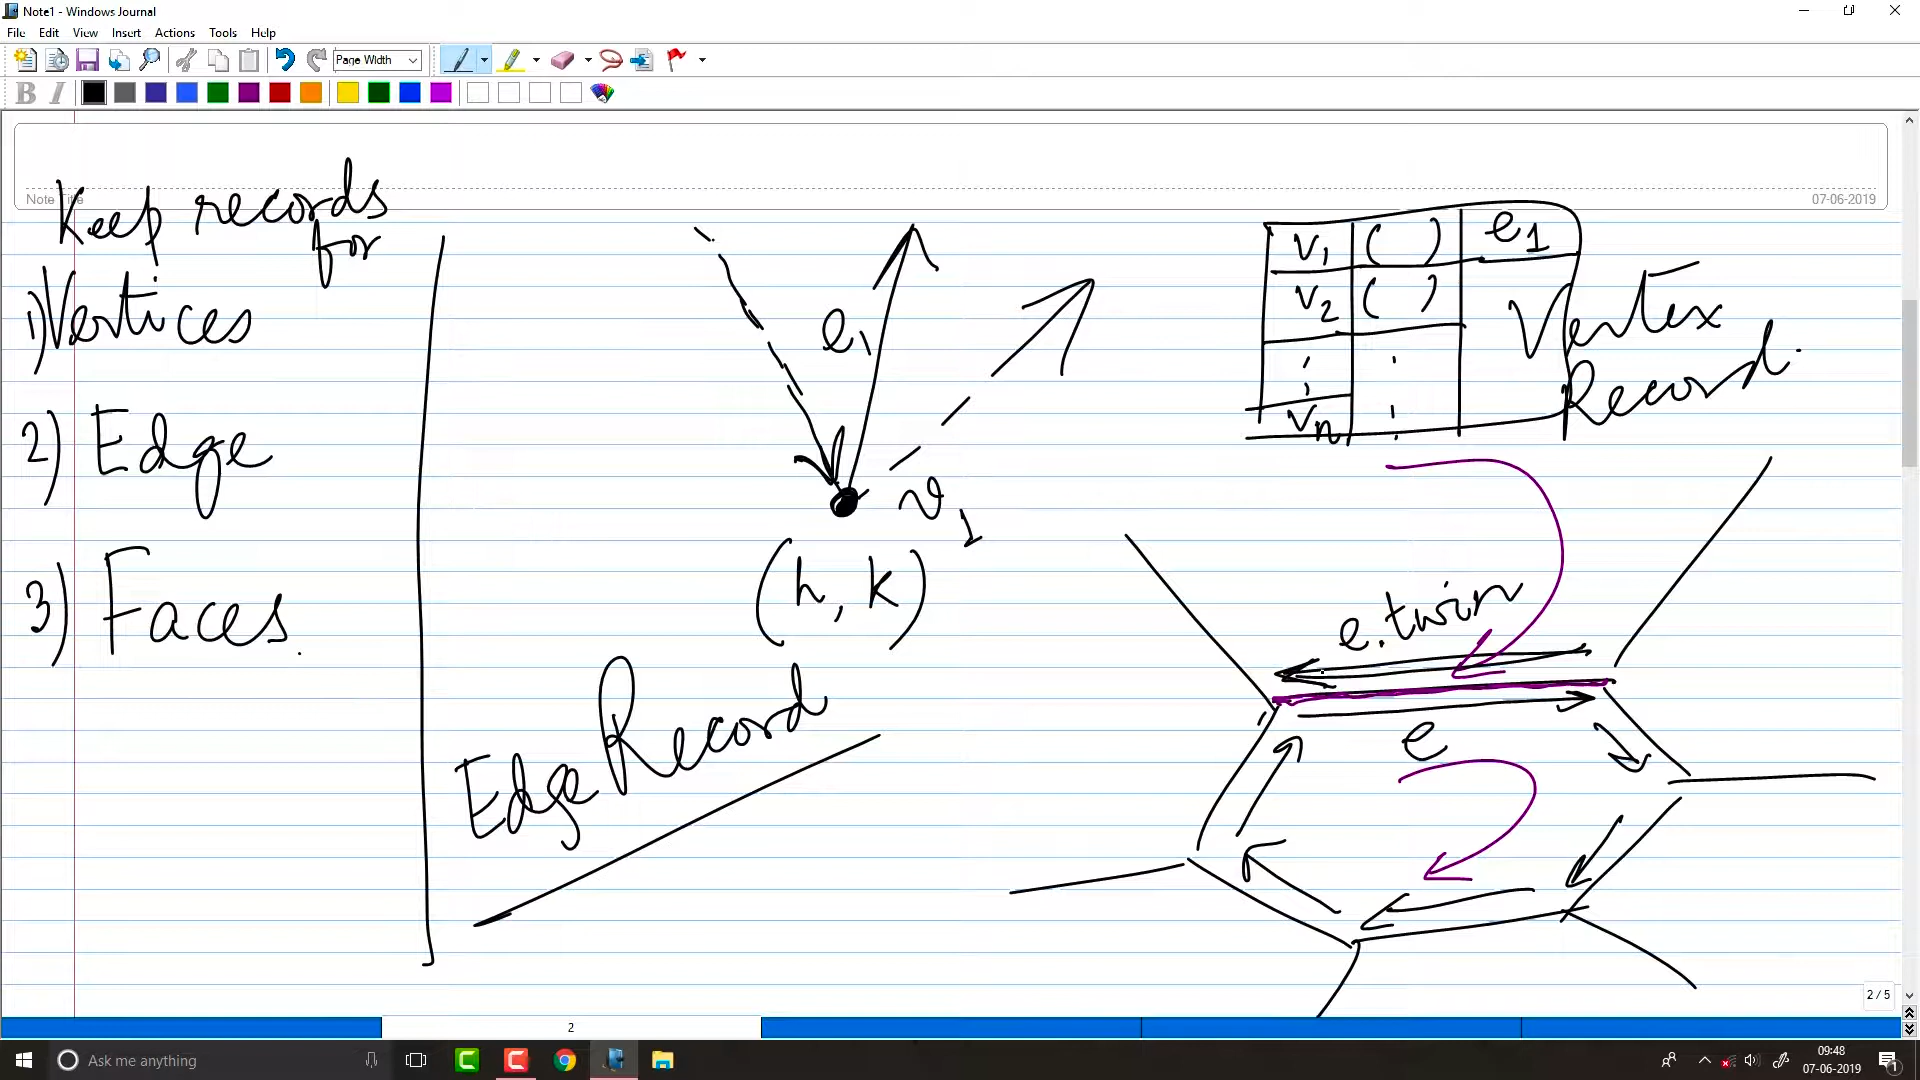 Note1 - Windows Journal
File Edit View Insert Actions Tools Help
Page Width
B I
Note Title
07-06-2019
Keep records
for
1) Vertices
2) Edge
3) Faces.
e1
v1
(h, k)
Edge Record
v1 ( ) e1
v2 ( )
vn
Vertex
Record.
e.twin
e
2 / 5
2
Ask me anything
09:48
07-06-2019
1